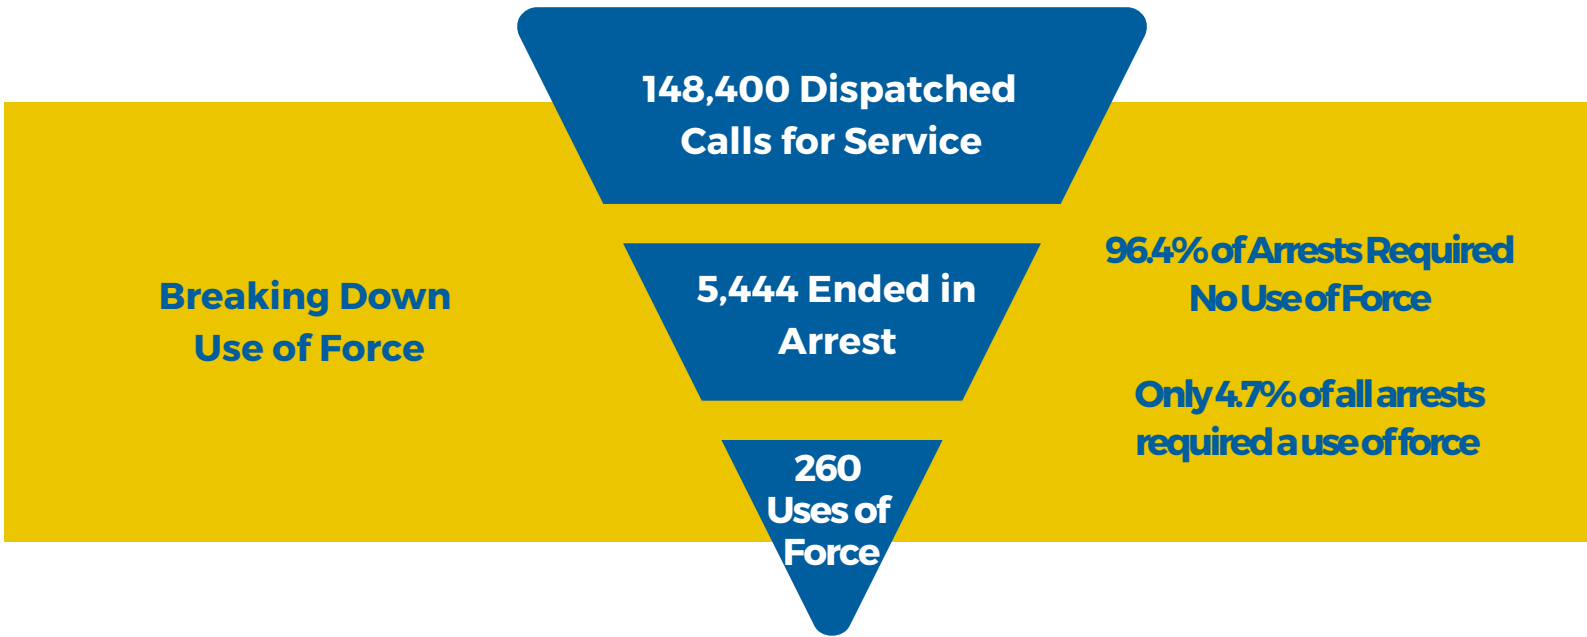 148,400 Dispatched
Calls for Service
Breaking Down
Use of Force
5,444 Ended in
Arrest
96.4% of Arrests Required
No Use of Force
Only 4.7% of all arrests
required a use of force
260
Uses of
Force